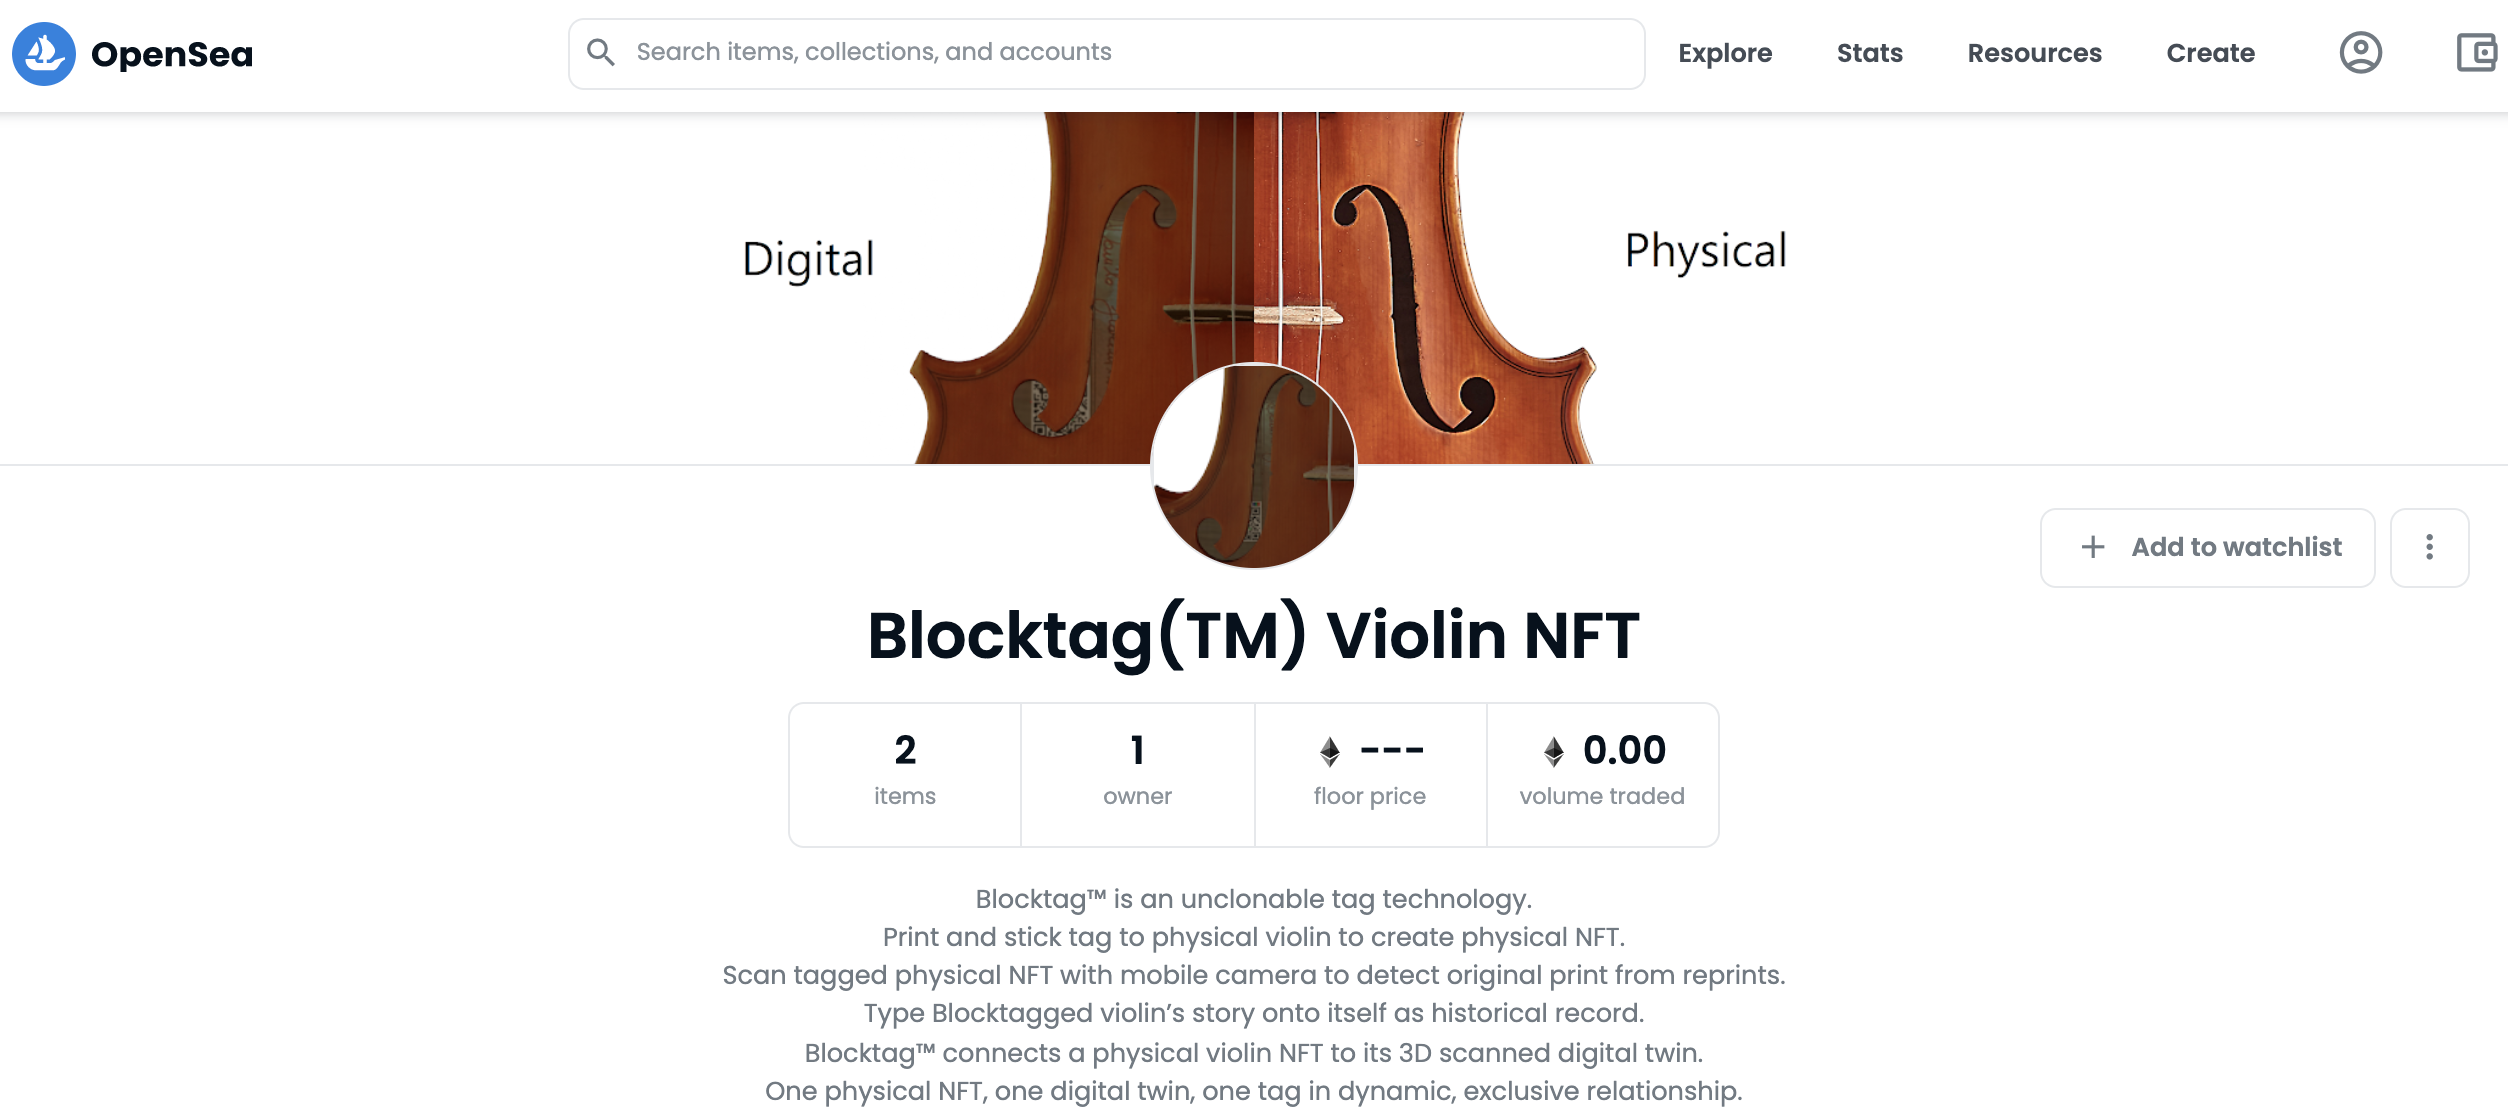 OpenSea
Search items, collections, and accounts
Explore
Stats
Resources
Create
Digital
Physical
+ Add to watchlist
Blocktag(TM) Violin NFT
2
items
1
owner
---
floor price
0.00
volume traded
Blocktag™ is an unclonable tag technology.
Print and stick tag to physical violin to create physical NFT.
Scan tagged physical NFT with mobile camera to detect original print from reprints.
Type Blocktagged violin’s story onto itself as historical record.
Blocktag™ connects a physical violin NFT to its 3D scanned digital twin.
One physical NFT, one digital twin, one tag in dynamic, exclusive relationship.